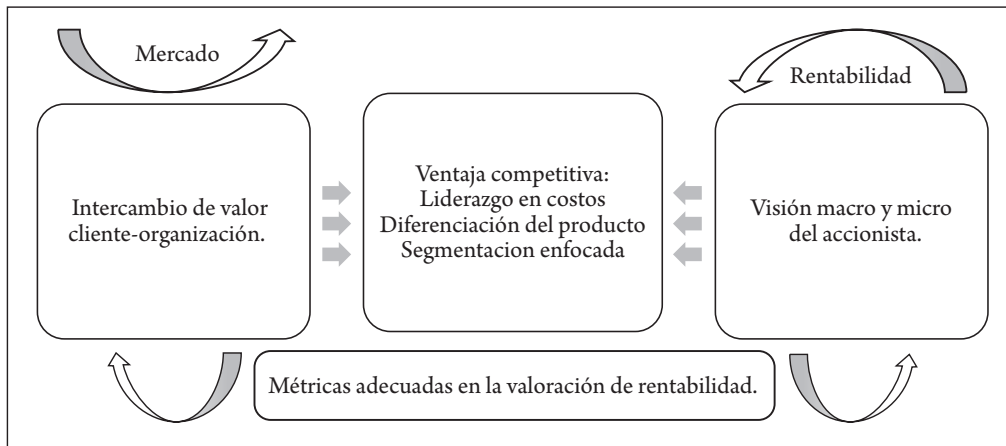 Mercado
Rentabilidad
Intercambio de valor
cliente-organización.
Ventaja competitiva:
Liderazgo en costos
Diferenciación del producto
Segmentacion enfocada
Visión macro y micro
del accionista.
Métricas adecuadas en la valoración de rentabilidad.